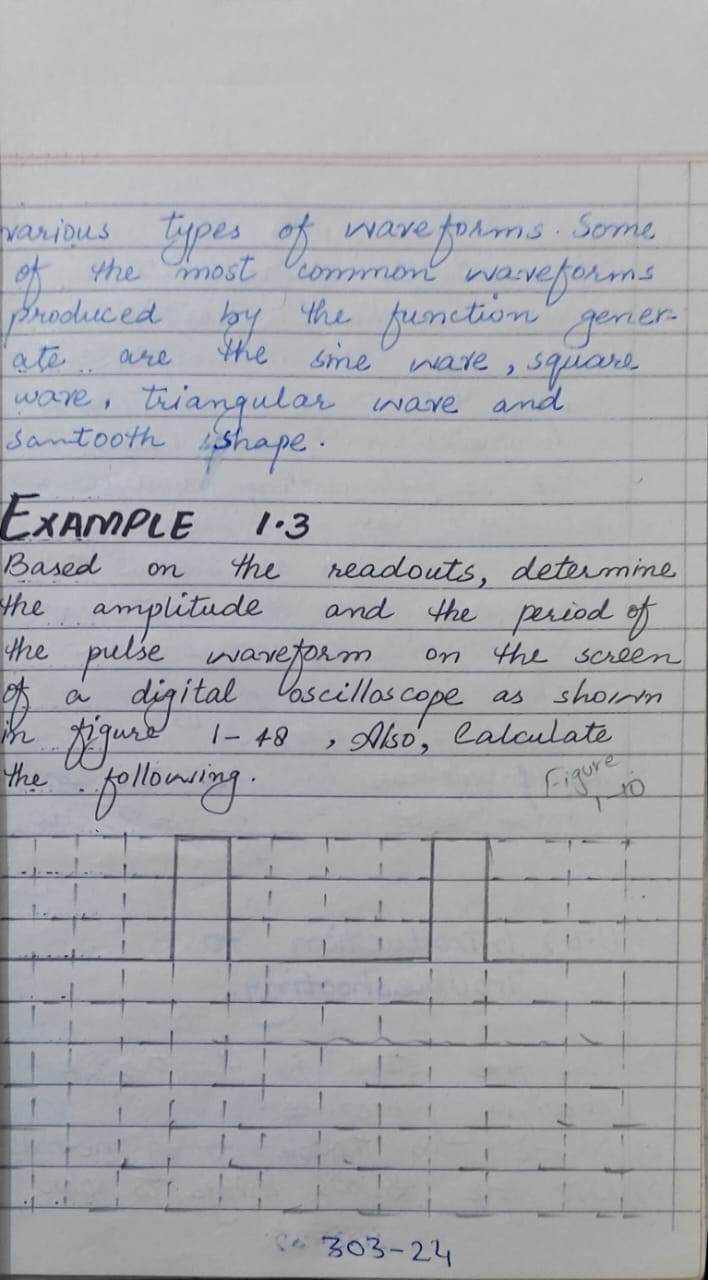 various types of waveforms. Some
of the most common waveforms
produced by the function gener-
ate are the sine wave, square
wave, triangular wave and
sawtooth shape.
EXAMPLE 1.3
Based on the readouts, determine
the amplitude and the period of
the pulse waveform on the screen
of a digital oscilloscope as shown
in figure 1-48, Also, Calculate
the following.
Figure
1-10
303-24